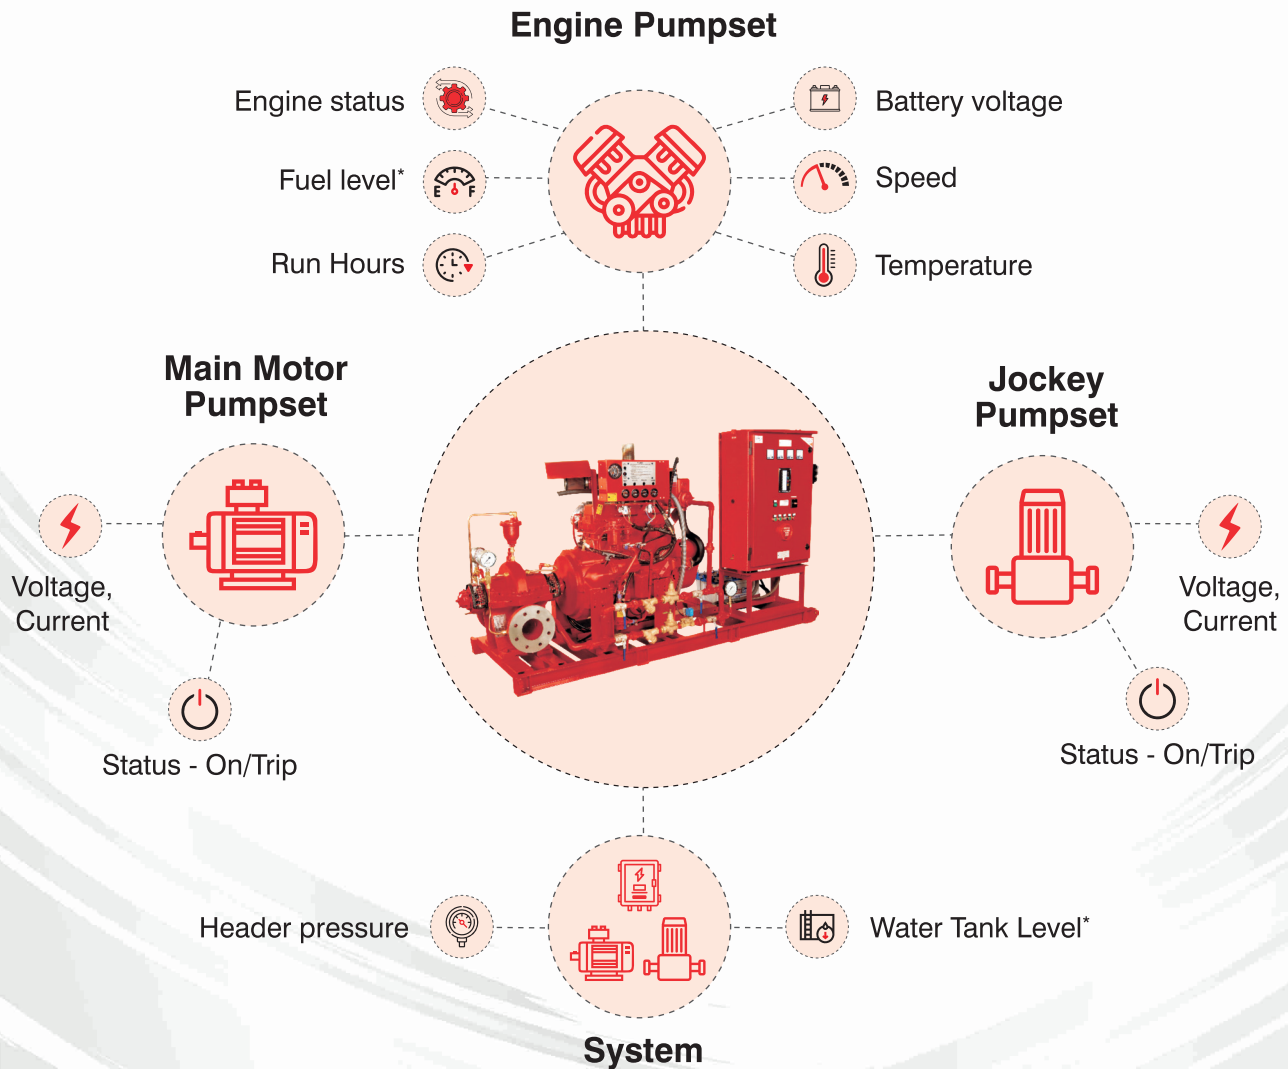 Engine Pumpset
Engine status
Battery voltage
Fuel level*
Speed
E F
Run Hours
Temperature
Main Motor
Pumpset
Jockey
Pumpset
Voltage,
Current
Voltage,
Current
Status - On/Trip
Status - On/Trip
Header pressure
Water Tank Level*
System